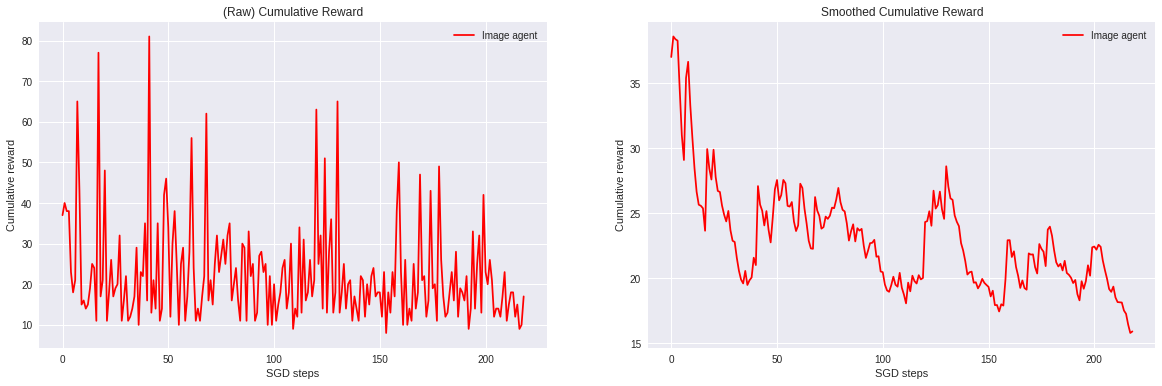 (Raw) Cumulative Reward
Image agent
80
70
60
50
40
30
20
10
Cumulative reward
0
50
100
150
200
SGD steps
Smoothed Cumulative Reward
Image agent
35
30
25
20
15
Cumulative reward
0
50
100
150
200
SGD steps